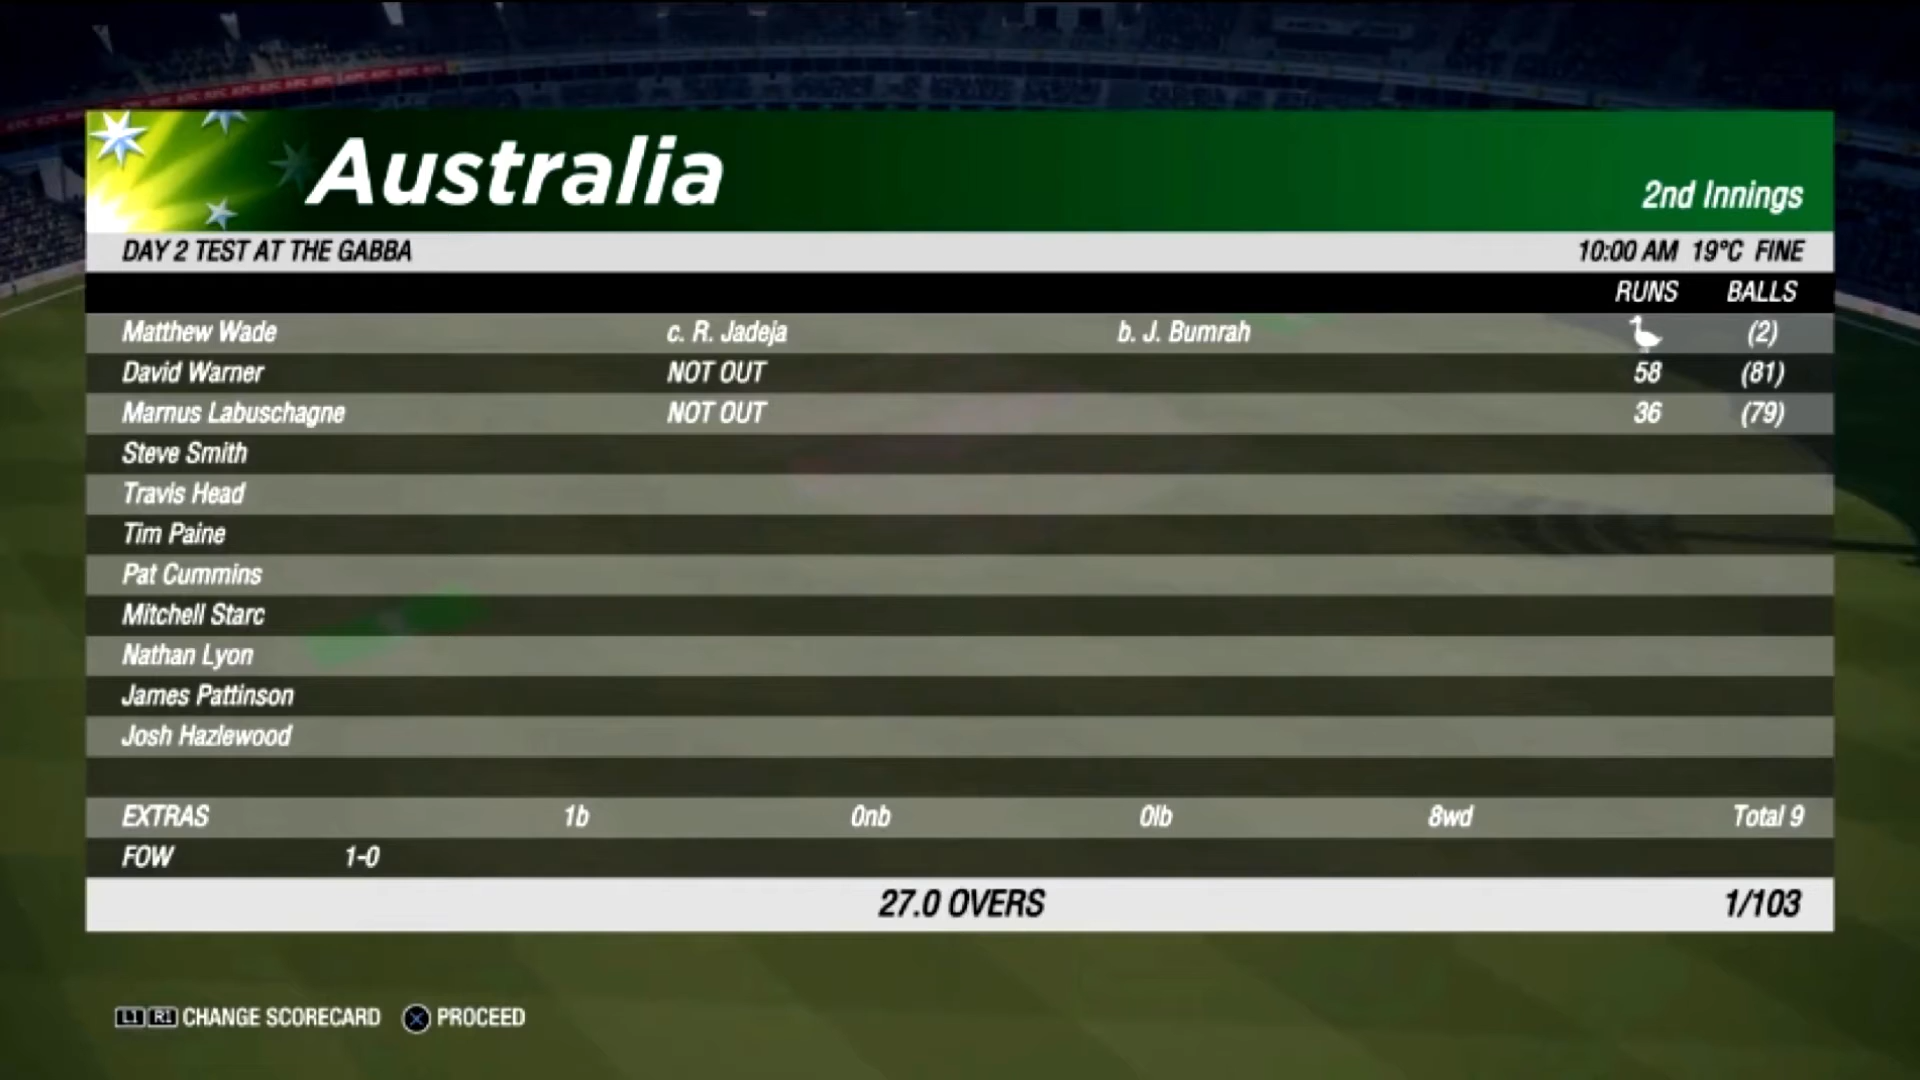 Australia
2nd Innings
DAY 2 TEST AT THE GABBA 10:00 AM 19°C FINE
RUNS BALLS
Matthew Wade c. R. Jadeja b. J. Bumrah (2)
David Warner NOT OUT 58 (81)
Marnus Labuschagne NOT OUT 36 (79)
Steve Smith
Travis Head
Tim Paine
Pat Cummins
Mitchell Starc
Nathan Lyon
James Pattinson
Josh Hazlewood
EXTRAS 1b 0nb 0lb 8wd Total 9
FOW 1-0
27.0 OVERS 1/103
L1 R1 CHANGE SCORECARD PROCEED